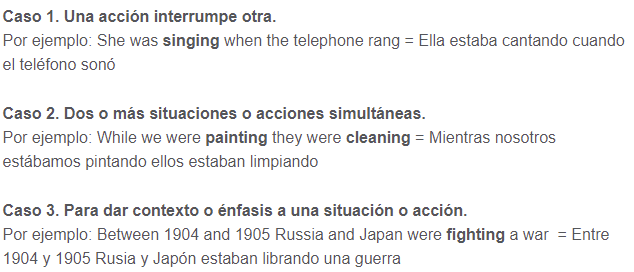 Caso 1. Una acción interrumpe otra.
Por ejemplo: She was singing when the telephone rang = Ella estaba cantando cuando
el teléfono sonó
Caso 2. Dos o más situaciones o acciones simultáneas.
Por ejemplo: While we were painting they were cleaning = Mientras nosotros
estábamos pintando ellos estaban limpiando
Caso 3. Para dar contexto o énfasis a una situación o acción.
Por ejemplo: Between 1904 and 1905 Russia and Japan were fighting a war  = Entre
1904 y 1905 Rusia y Japón estaban librando una guerra